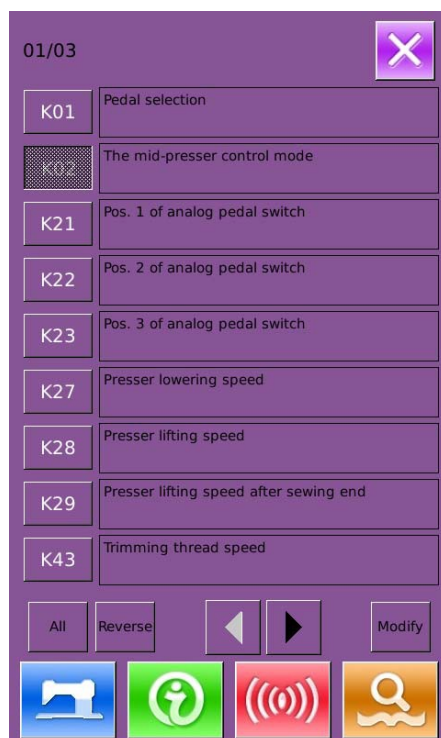 01/03
K01 Pedal selection
K02 The mid-presser control mode
K21 Pos. 1 of analog pedal switch
K22 Pos. 2 of analog pedal switch
K23 Pos. 3 of analog pedal switch
K27 Presser lowering speed
K28 Presser lifting speed
K29 Presser lifting speed after sewing end
K43 Trimming thread speed
All Reverse Modify